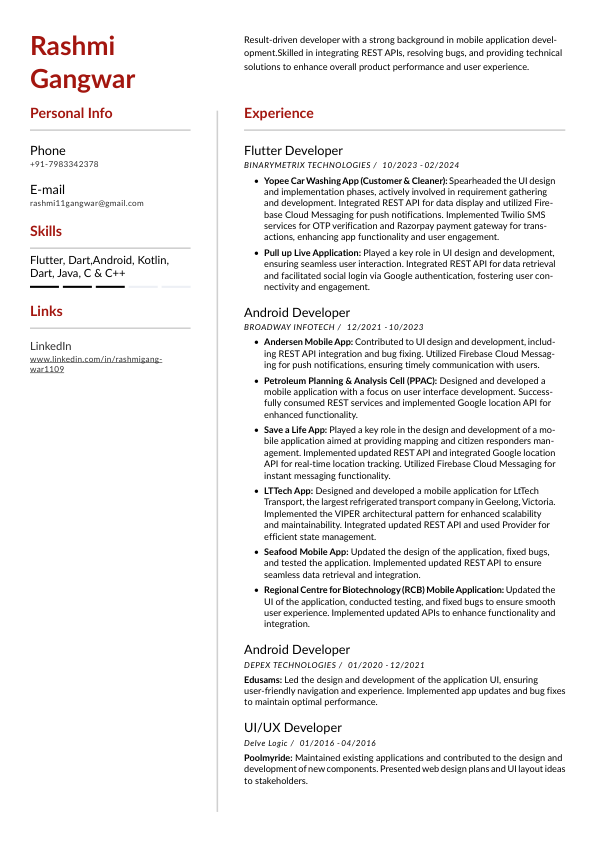 Rashmi
Gangwar
Result-driven developer with a strong background in mobile application devel-
opment.Skilled in integrating REST APIs, resolving bugs, and providing technical
solutions to enhance overall product performance and user experience.
Personal Info
Phone
+91-7983342378
E-mail
rashmi11gangwar@gmail.com
Skills
Flutter, Dart,Android, Kotlin,
Dart, Java, C & C++
Links
LinkedIn
www.linkedin.com/in/rashmigang-
war1109
Experience
Flutter Developer
BINARYMETRIX TECHNOLOGIES / 10/2023 - 02/2024
• Yopee Car Washing App (Customer & Cleaner): Spearheaded the UI design
and implementation phases, actively involved in requirement gathering
and development. Integrated REST API for data display and utilized Fire-
base Cloud Messaging for push notifications. Implemented Twilio SMS
services for OTP verification and Razorpay payment gateway for trans-
actions, enhancing app functionality and user engagement.
• Pull up Live Application: Played a key role in UI design and development,
ensuring seamless user interaction. Integrated REST API for data retrieval
and facilitated social login via Google authentication, fostering user con-
nectivity and engagement.
Android Developer
BROADWAY INFOTECH / 12/2021 - 10/2023
• Andersen Mobile App: Contributed to UI design and development, includ-
ing REST API integration and bug fixing. Utilized Firebase Cloud Messag-
ing for push notifications, ensuring timely communication with users.
• Petroleum Planning & Analysis Cell (PPAC): Designed and developed a
mobile application with a focus on user interface development. Success-
fully consumed REST services and implemented Google location API for
enhanced functionality.
• Save a Life App: Played a key role in the design and development of a mo-
bile application aimed at providing mapping and citizen responders man-
agement. Implemented updated REST API and integrated Google location
API for real-time location tracking. Utilized Firebase Cloud Messaging for
instant messaging functionality.
• LTTech App: Designed and developed a mobile application for LtTech
Transport, the largest refrigerated transport company in Geelong, Victoria.
Implemented the VIPER architectural pattern for enhanced scalability
and maintainability. Integrated updated REST API and used Provider for
efficient state management.
• Seafood Mobile App: Updated the design of the application, fixed bugs,
and tested the application. Implemented updated REST API to ensure
seamless data retrieval and integration.
• Regional Centre for Biotechnology (RCB) Mobile Application: Updated the
UI of the application, conducted testing, and fixed bugs to ensure smooth
user experience. Implemented updated APIs to enhance functionality and
integration.
Android Developer
DEPEX TECHNOLOGIES / 01/2020 - 12/2021
Edusams: Led the design and development of the application UI, ensuring
user-friendly navigation and experience. Implemented app updates and bug fixes
to maintain optimal performance.
UI/UX Developer
Delve Logic / 01/2016 - 04/2016
Poolmyride: Maintained existing applications and contributed to the design and
development of new components. Presented web design plans and UI layout ideas
to stakeholders.